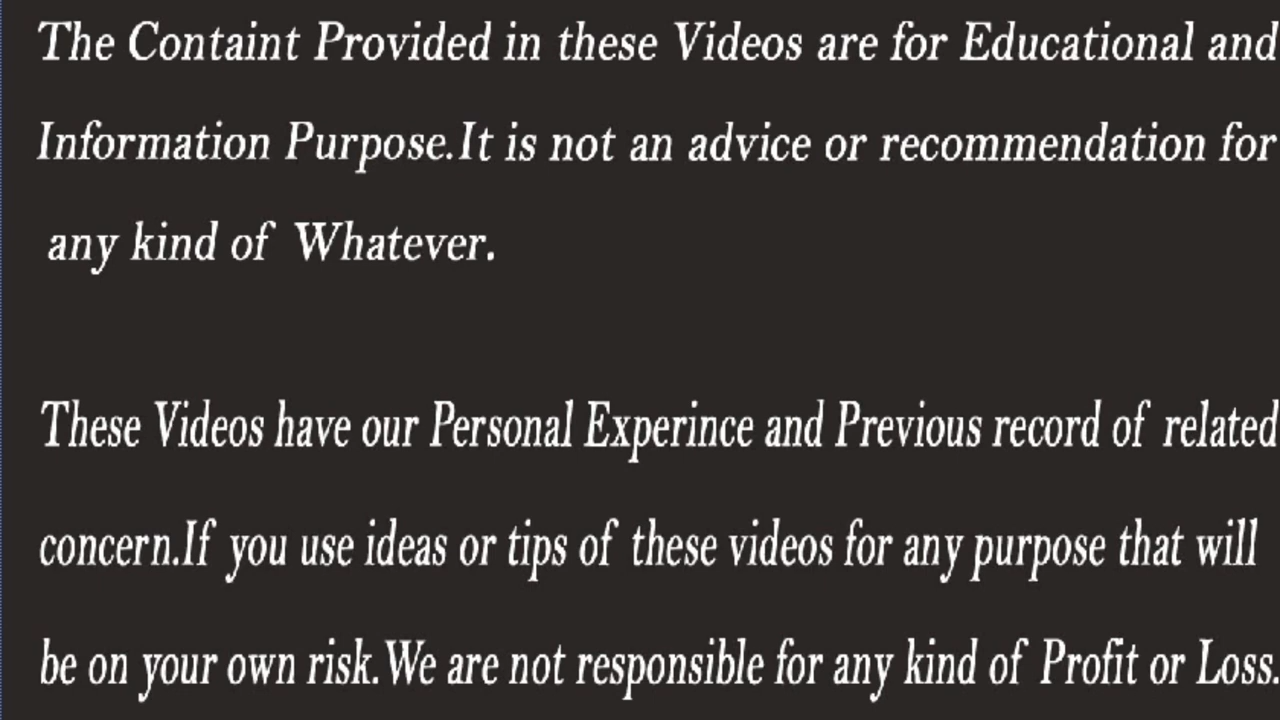 The Containt Provided in these Videos are for Educational and
Information Purpose.It is not an advice or recommendation for
any kind of Whatever.
These Videos have our Personal Experince and Previous record of related
concern.If you use ideas or tips of these videos for any purpose that will
be on your own risk.We are not responsible for any kind of Profit or Loss.